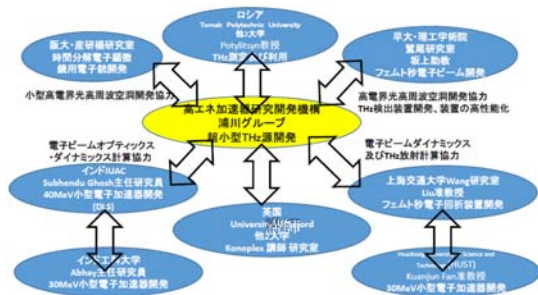 ロシア
Tomsk Polytechnic University
他2大学
Potylitsyn教授
THz測定及び利用
阪大・産研楊研究室
時間分解電子顕微
鏡用電子銃開発
早大・理工学術院
鷲尾研究室
坂上助教
フェムト秒電子ビーム開発
小型高電界光高周波空洞開発協力
高電界光高周波空洞開発協力
THz検出装置開発、装置の高性能化
高エネ加速器研究開発機構
浦川グループ
超小型THz源開発
電子ビームオプティックス
・ダイナミックス計算協力
電子ビームダイナミックス
及びTHz放射計算協力
インドIUAC
Subhendu Ghosh主任研究員
40MeV小型電子加速器開発
(DLS)
英国
University
他2大学
Konoplex 講師 研究室
上海交通大学Wang研究室
Liu准教授
フェムト秒電子回折装置開発
大学
Abhay主任研究員
30MeV小型電子加速器開発
Science and
(HUST)
Kuanjun Fan准教授
30MeV小型電子加速器開発